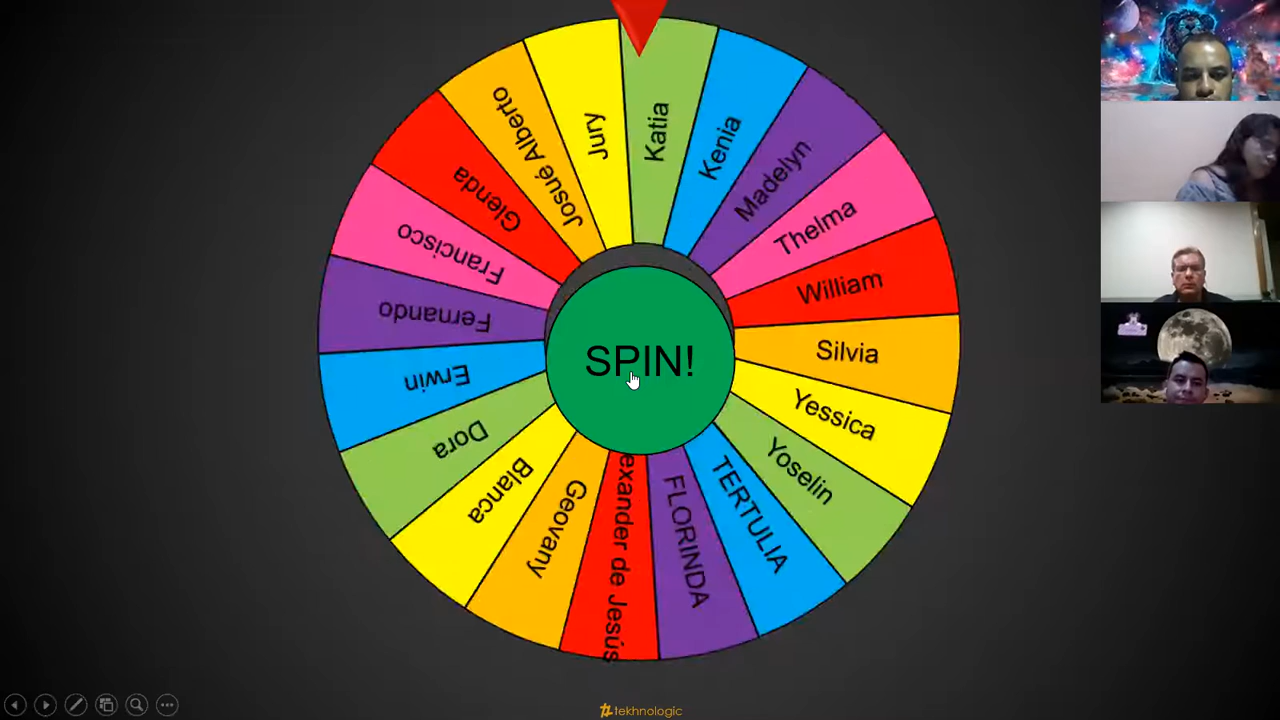 Katia
Kenia
Madelyn
Thelma
William
Silvia
Yessica
Yoselin
TERTULIA
FLORINDA
exander de Jesús
Geovany
Blanca
Dora
Erwin
Fernando
Francisco
Glenda
Josué Alberto
Jury
SPIN!
tekhnologic